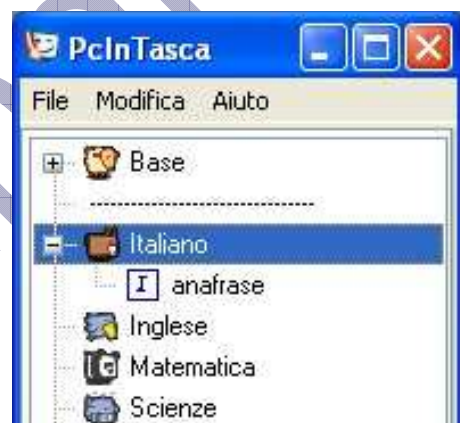 PcInTasca
File Modifica Aiuto
Base
--------------------------------
Italiano
I anafrase
Inglese
Matematica
Scienze